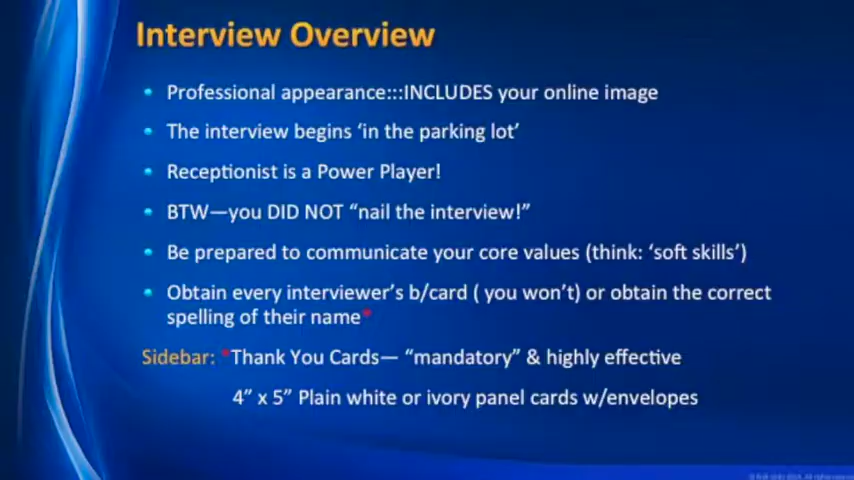 Interview Overview
• Professional appearance:::INCLUDES your online image
• The interview begins ‘in the parking lot’
• Receptionist is a Power Player!
• BTW—you DID NOT “nail the interview!”
• Be prepared to communicate your core values (think: ‘soft skills’)
• Obtain every interviewer’s b/card ( you won’t) or obtain the correct
spelling of their name*
Sidebar: *Thank You Cards— “mandatory” & highly effective
4” x 5” Plain white or ivory panel cards w/envelopes